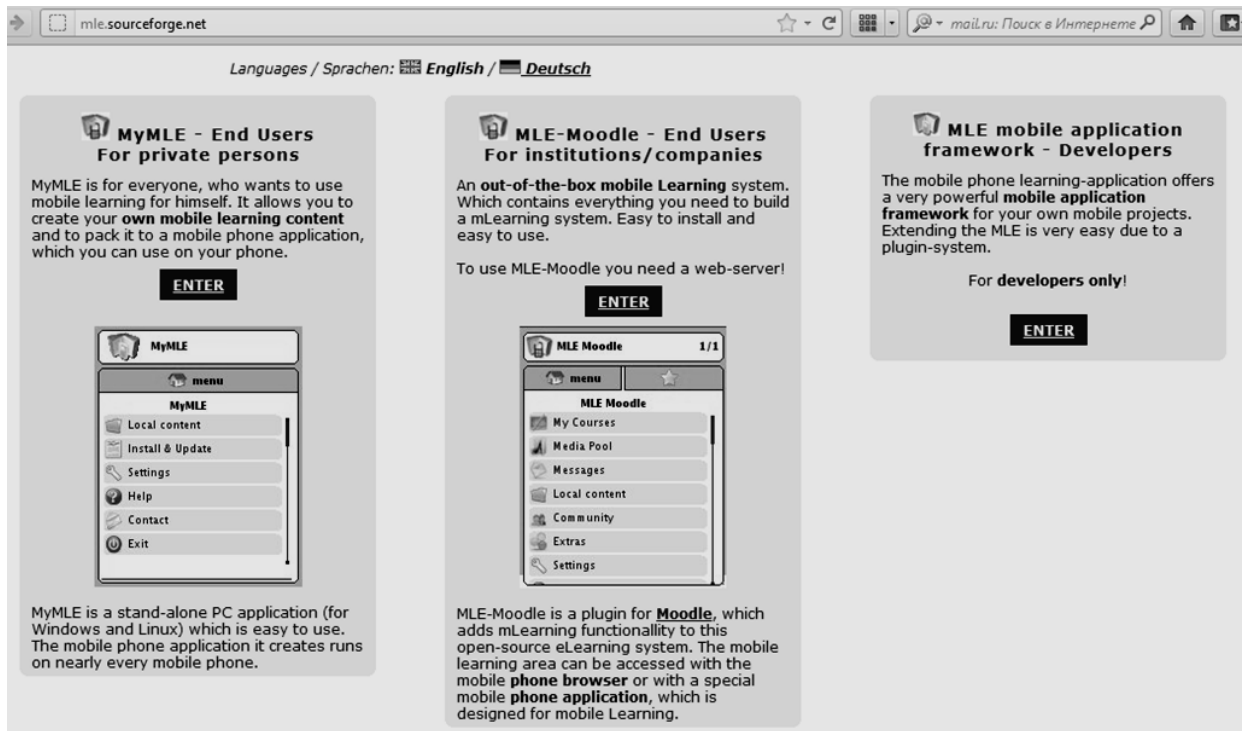 mle.sourceforge.net
mail.ru: Поиск в Интернете
Languages / Sprachen: English / Deutsch
MyMLE - End Users
For private persons
MyMLE is for everyone, who wants to use
mobile learning for himself. It allows you to
create your own mobile learning content
and to pack it to a mobile phone application,
which you can use on your phone.
ENTER
MyMLE
menu
MyMLE
Local content
Install & Update
Settings
Help
Contact
Exit
MyMLE is a stand-alone PC application (for
Windows and Linux) which is easy to use.
The mobile phone application it creates runs
on nearly every mobile phone.
MLE-Moodle - End Users
For institutions/companies
An out-of-the-box mobile Learning system.
Which contains everything you need to build
a mLearning system. Easy to install and
easy to use.
To use MLE-Moodle you need a web-server!
ENTER
MLE Moodle 1/1
menu
MLE Moodle
My Courses
Media Pool
Messages
Local content
Community
Extras
Settings
MLE-Moodle is a plugin for Moodle, which
adds mLearning functionallity to this
open-source eLearning system. The mobile
learning area can be accessed with the
mobile phone browser or with a special
mobile phone application, which is
designed for mobile Learning.
MLE mobile application
framework - Developers
The mobile phone learning-application offers
a very powerful mobile application
framework for your own mobile projects.
Extending the MLE is very easy due to a
plugin-system.
For developers only!
ENTER